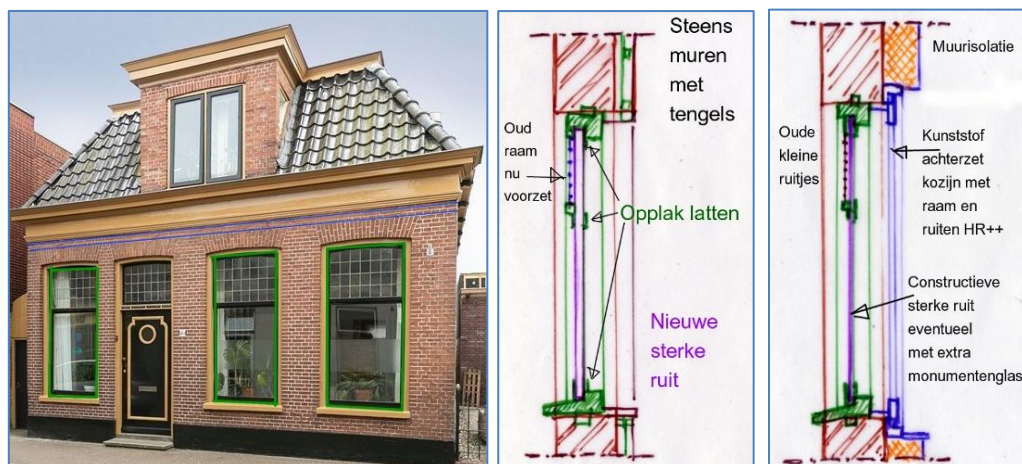 Steens
muren
met
tengels
Oud
raam
nu
voorzet
Opplak latten
Nieuwe
sterke
ruit
Muurisolatie
Oude
kleine
ruitjes
Kunststof
achterzet
kozijn met
raam en
ruiten HR++
Constructieve
sterke ruit
eventueel
met extra
monumentenglas